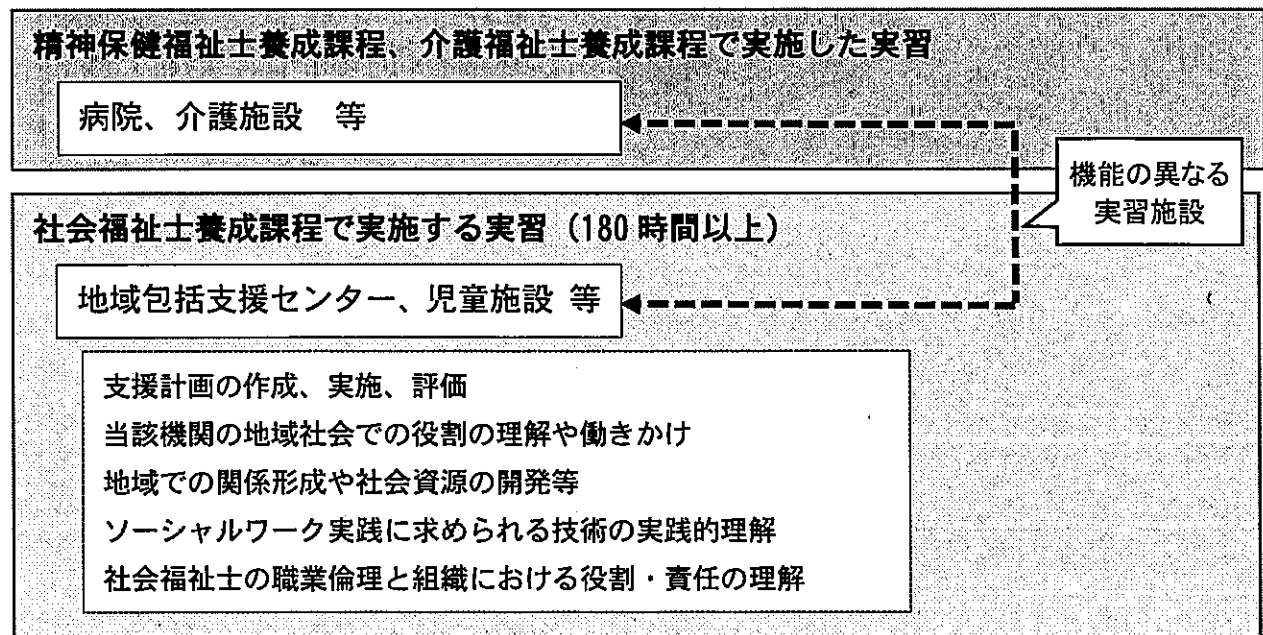 精神保健福祉士養成課程、介護福祉士養成課程で実施した実習
病院、介護施設　等
機能の異なる
実習施設
社会福祉士養成課程で実施する実習（180 時間以上）
地域包括支援センター、児童施設 等
支援計画の作成、実施、評価
当該機関の地域社会での役割の理解や働きかけ
地域での関係形成や社会資源の開発等
ソーシャルワーク実践に求められる技術の実践的理解
社会福祉士の職業倫理と組織における役割・責任の理解